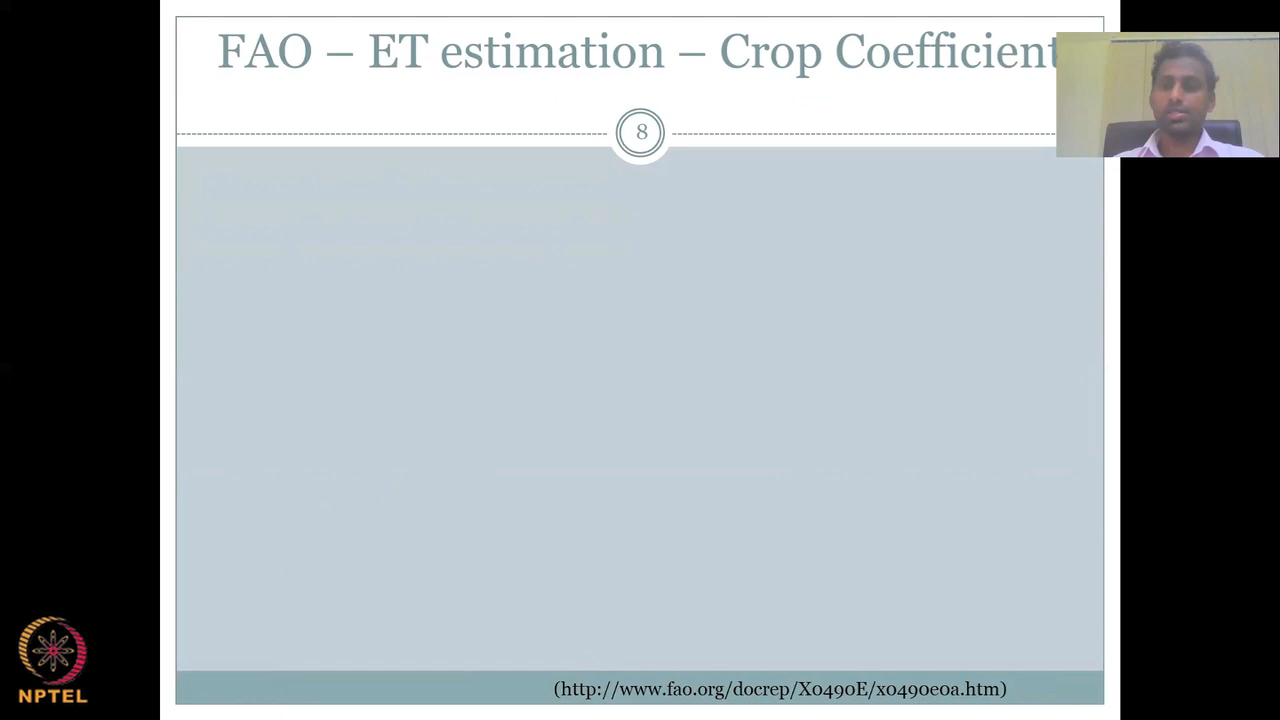 FAO – ET estimation – Crop Coefficient
8
(http://www.fao.org/docrep/X0490E/x0490e0a.htm)
NPTEL